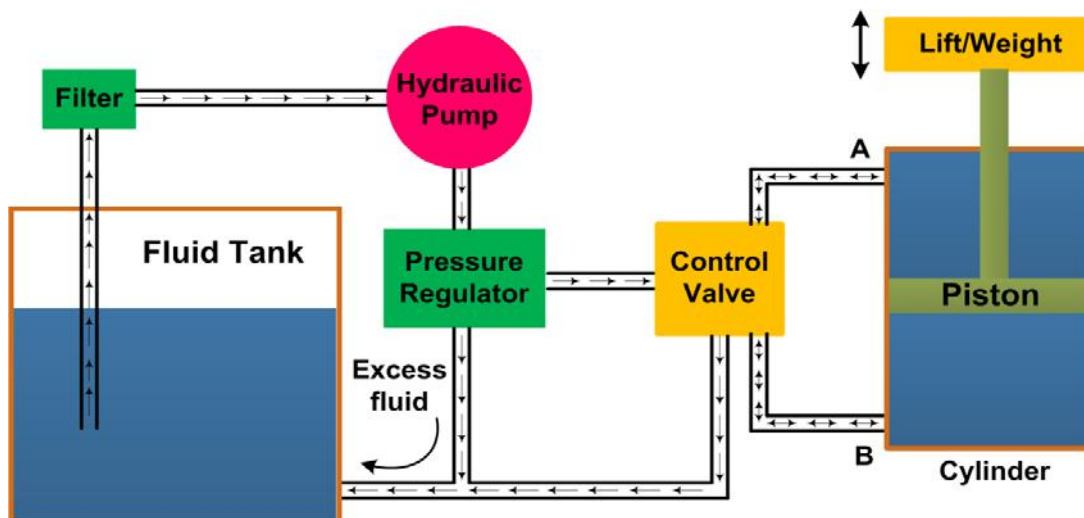 Filter
Hydraulic
Pump
Lift/Weight
A
Fluid Tank
Pressure
Regulator
Control
Valve
Piston
Excess
fluid
B
Cylinder